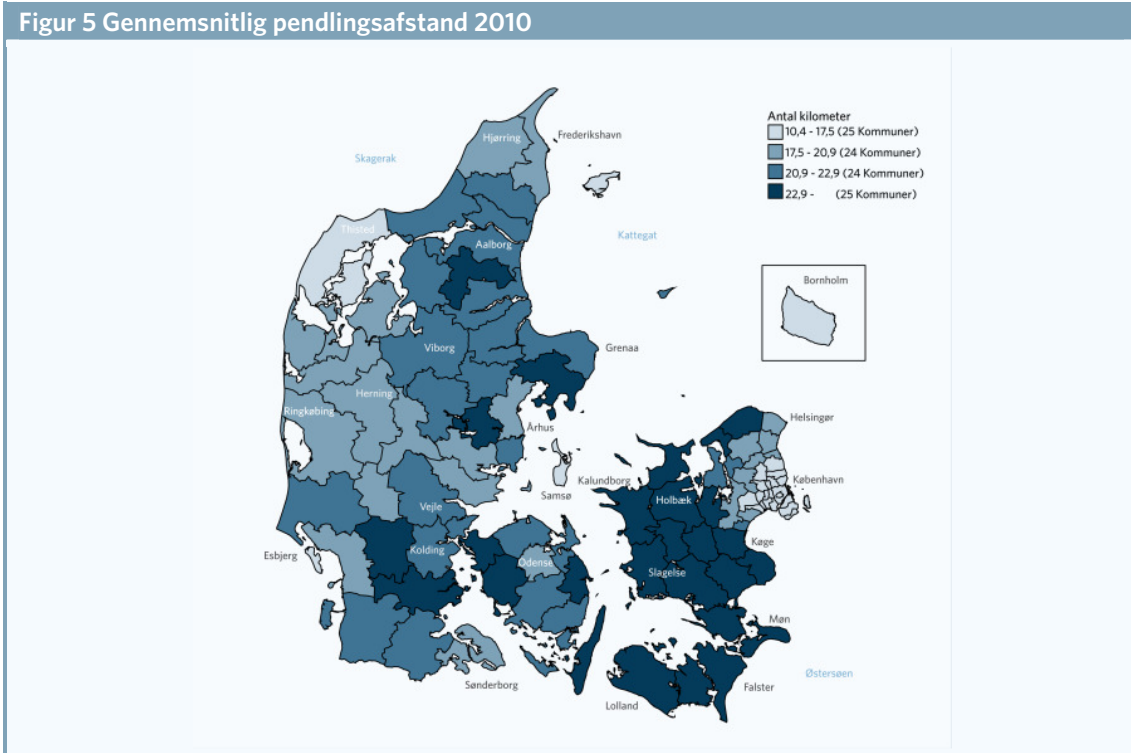 Figur 5 Gennemsnitlig pendlingsafstand 2010
Antal kilometer
10,4 - 17,5 (25 Kommuner)
17,5 - 20,9 (24 Kommuner)
20,9 - 22,9 (24 Kommuner)
22,9 - (25 Kommuner)
Hjørring
Frederikshavn
Skagerak
Thisted
Kattegat
Aalborg
Bornholm
Viborg
Grenaa
Herning
Ringkøbing
Århus
Helsingør
Kalundborg
København
Samsø
Holbæk
Vejle
Køge
Esbjerg
Kolding
Odense
Slagelse
Møn
Østersøen
Sønderborg
Falster
Lolland